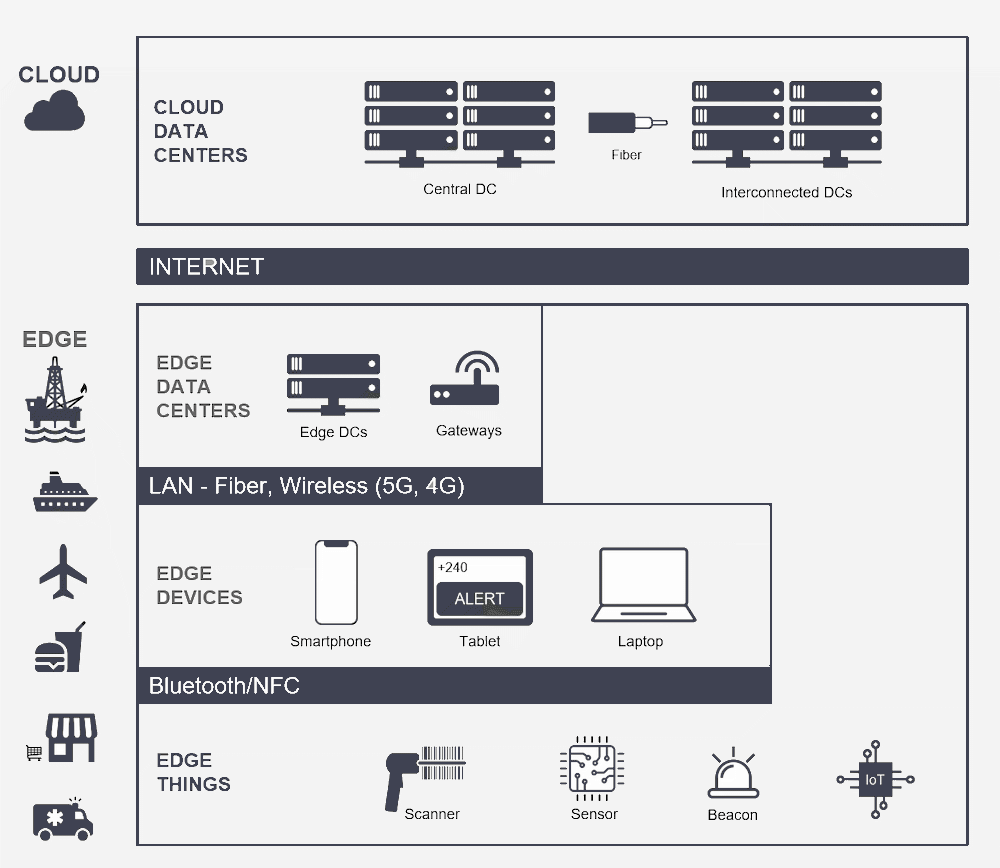 CLOUD
CLOUD
DATA
CENTERS
Central DC
Fiber
Interconnected DCs
INTERNET
EDGE
EDGE
DATA
CENTERS
Edge DCs
Gateways
LAN - Fiber, Wireless (5G, 4G)
EDGE
DEVICES
Smartphone
+240
ALERT
Tablet
Laptop
Bluetooth/NFC
EDGE
THINGS
Scanner
Sensor
Beacon
IoT